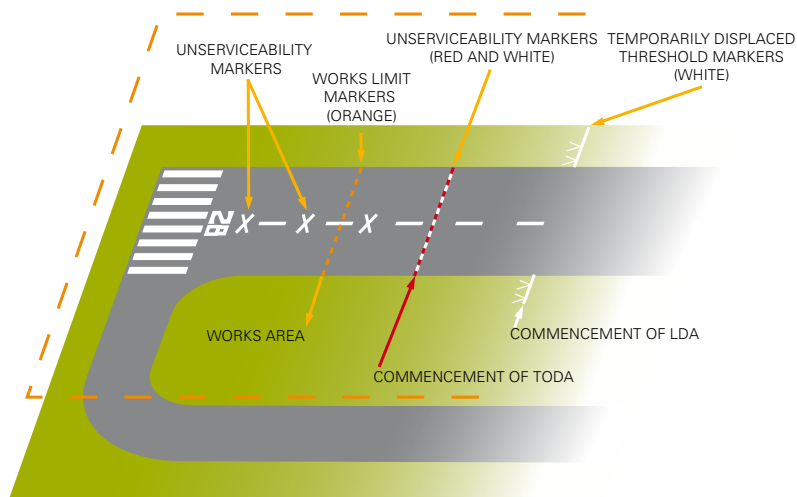 UNSERVICEABILITY
MARKERS
WORKS LIMIT
MARKERS
(ORANGE)
UNSERVICEABILITY MARKERS
(RED AND WHITE)
TEMPORARILY DISPLACED
THRESHOLD MARKERS
(WHITE)
28
X
X
X
WORKS AREA
COMMENCEMENT OF LDA
COMMENCEMENT OF TODA